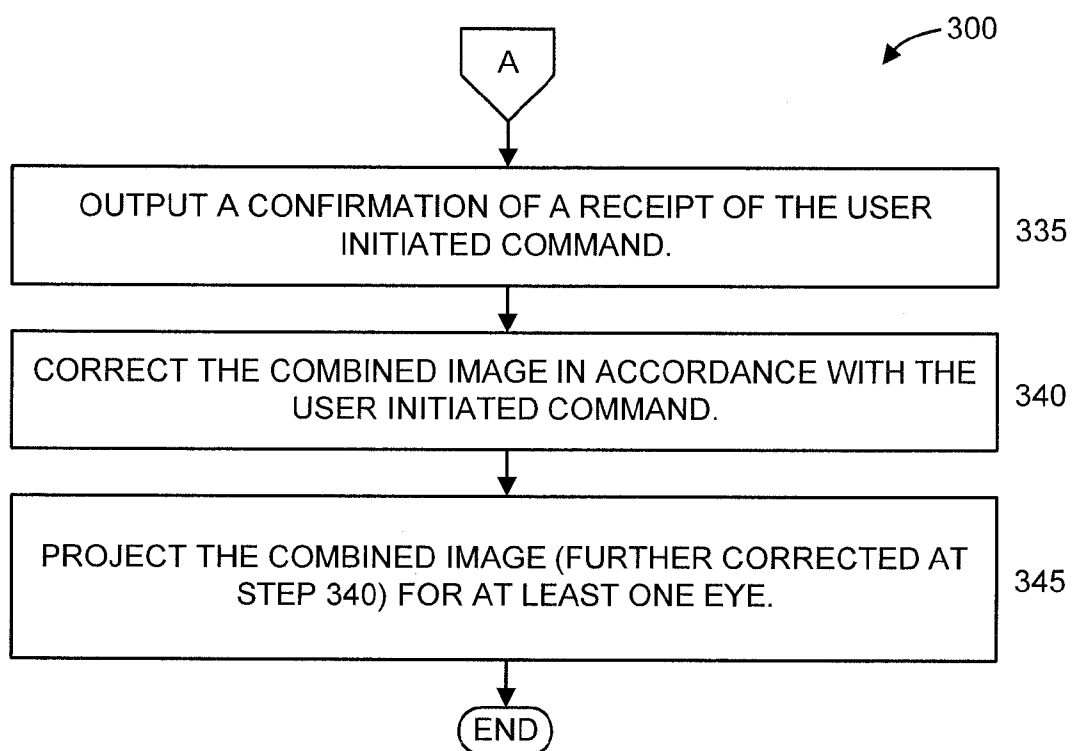 300
A
OUTPUT A CONFIRMATION OF A RECEIPT OF THE USER
INITIATED COMMAND.
335
CORRECT THE COMBINED IMAGE IN ACCORDANCE WITH THE
USER INITIATED COMMAND.
340
PROJECT THE COMBINED IMAGE (FURTHER CORRECTED AT
STEP 340) FOR AT LEAST ONE EYE.
345
END